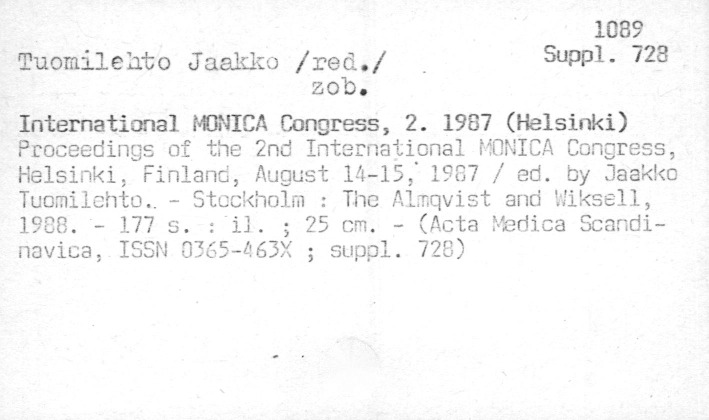 1089
Tuomilehto Jaakko /red./ Suppl. 728
zob.
International MONICA Congress, 2. 1987 (Helsinki)
Proceedings of the 2nd International MONICA Congress,
Helsinki, Finland, August 14-15, 1987 / ed. by Jaakko
Tuomilehto. - Stockholm : The Almqvist and Wiksell,
1988. - 177 s. : il. ; 25 cm. - (Acta Medica Scandi-
navica, ISSN 0365-463X ; suppl. 728)